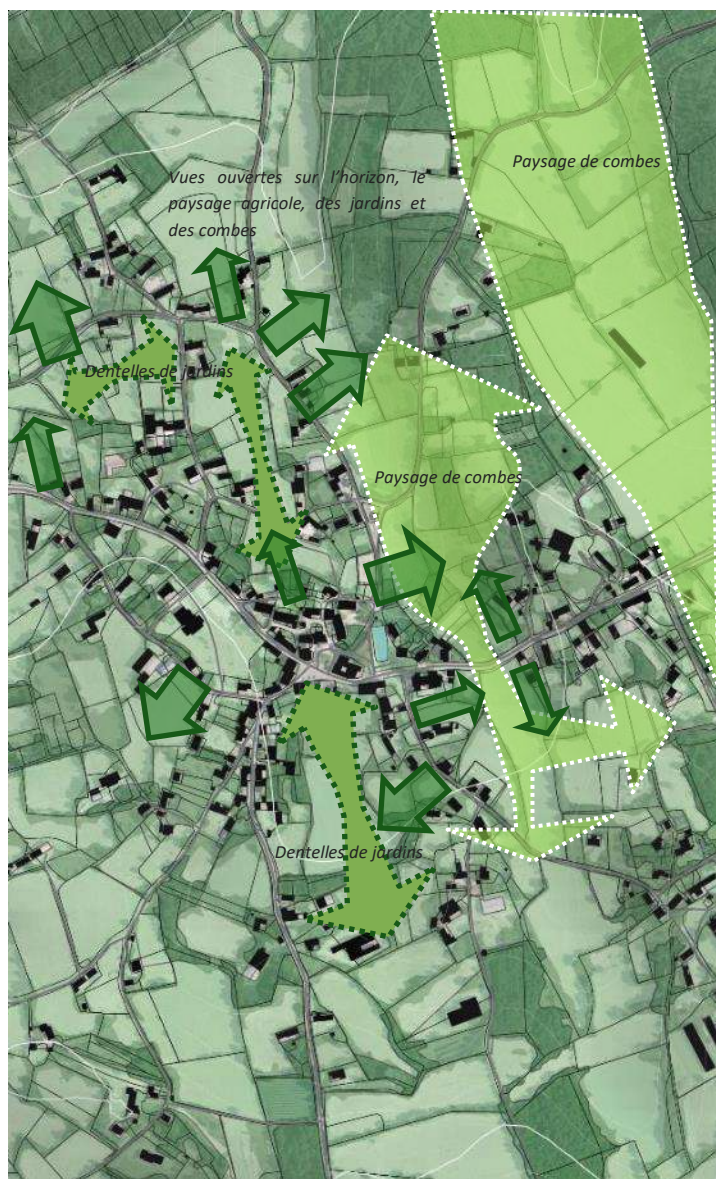 Paysage de combes
Vues ouvertes sur l'horizon, le
paysage agricole, des jardins et
des combes
Dentelles de jardins
Paysage de combes
Dentelles de jardins